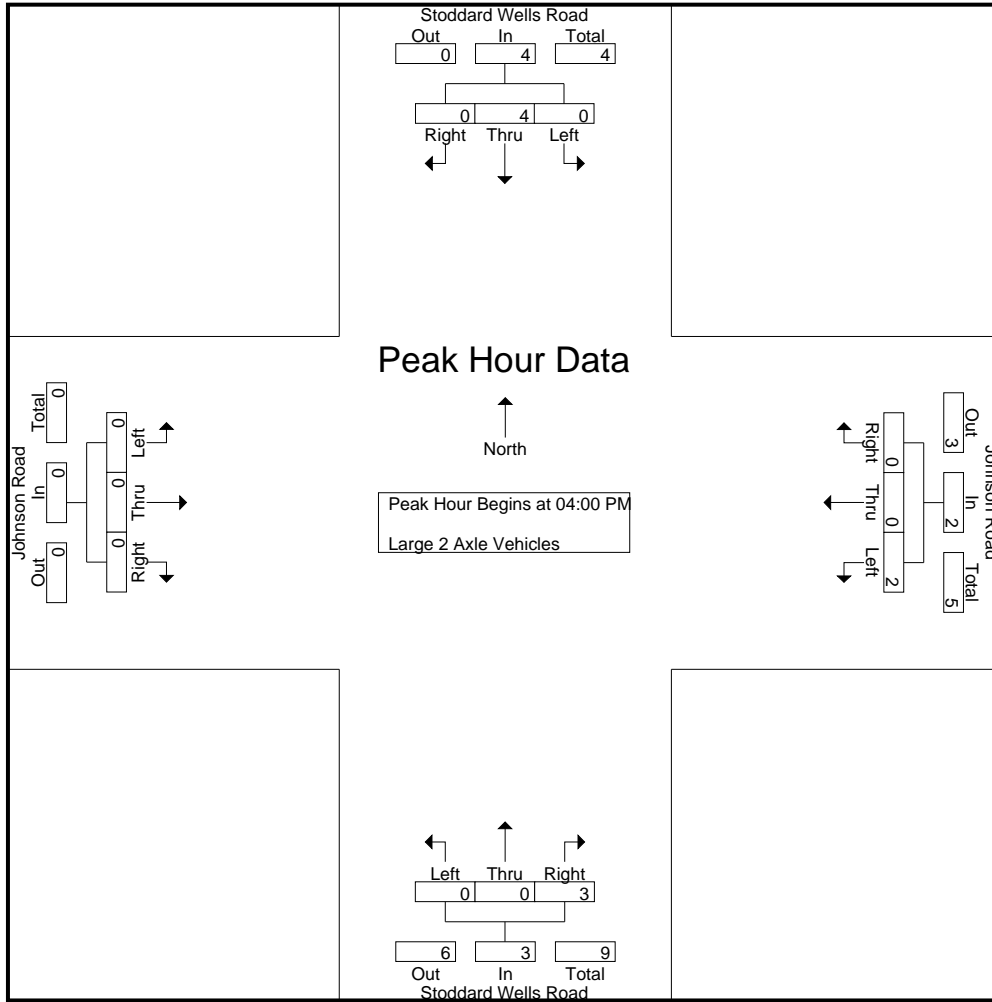 Stoddard Wells Road
Out In Total
0 4 4
0 4 0
Right Thru Left
Peak Hour Data
North
Peak Hour Begins at 04:00 PM
Large 2 Axle Vehicles
Johnson Road
Total In Out
0 0 0
0 0 0
Left Thru Right
Right Thru Left
0 0 2
3 2 5
Out In Total
Johnson Road
Left Thru Right
0 0 3
6 3 9
Out In Total
Stoddard Wells Road